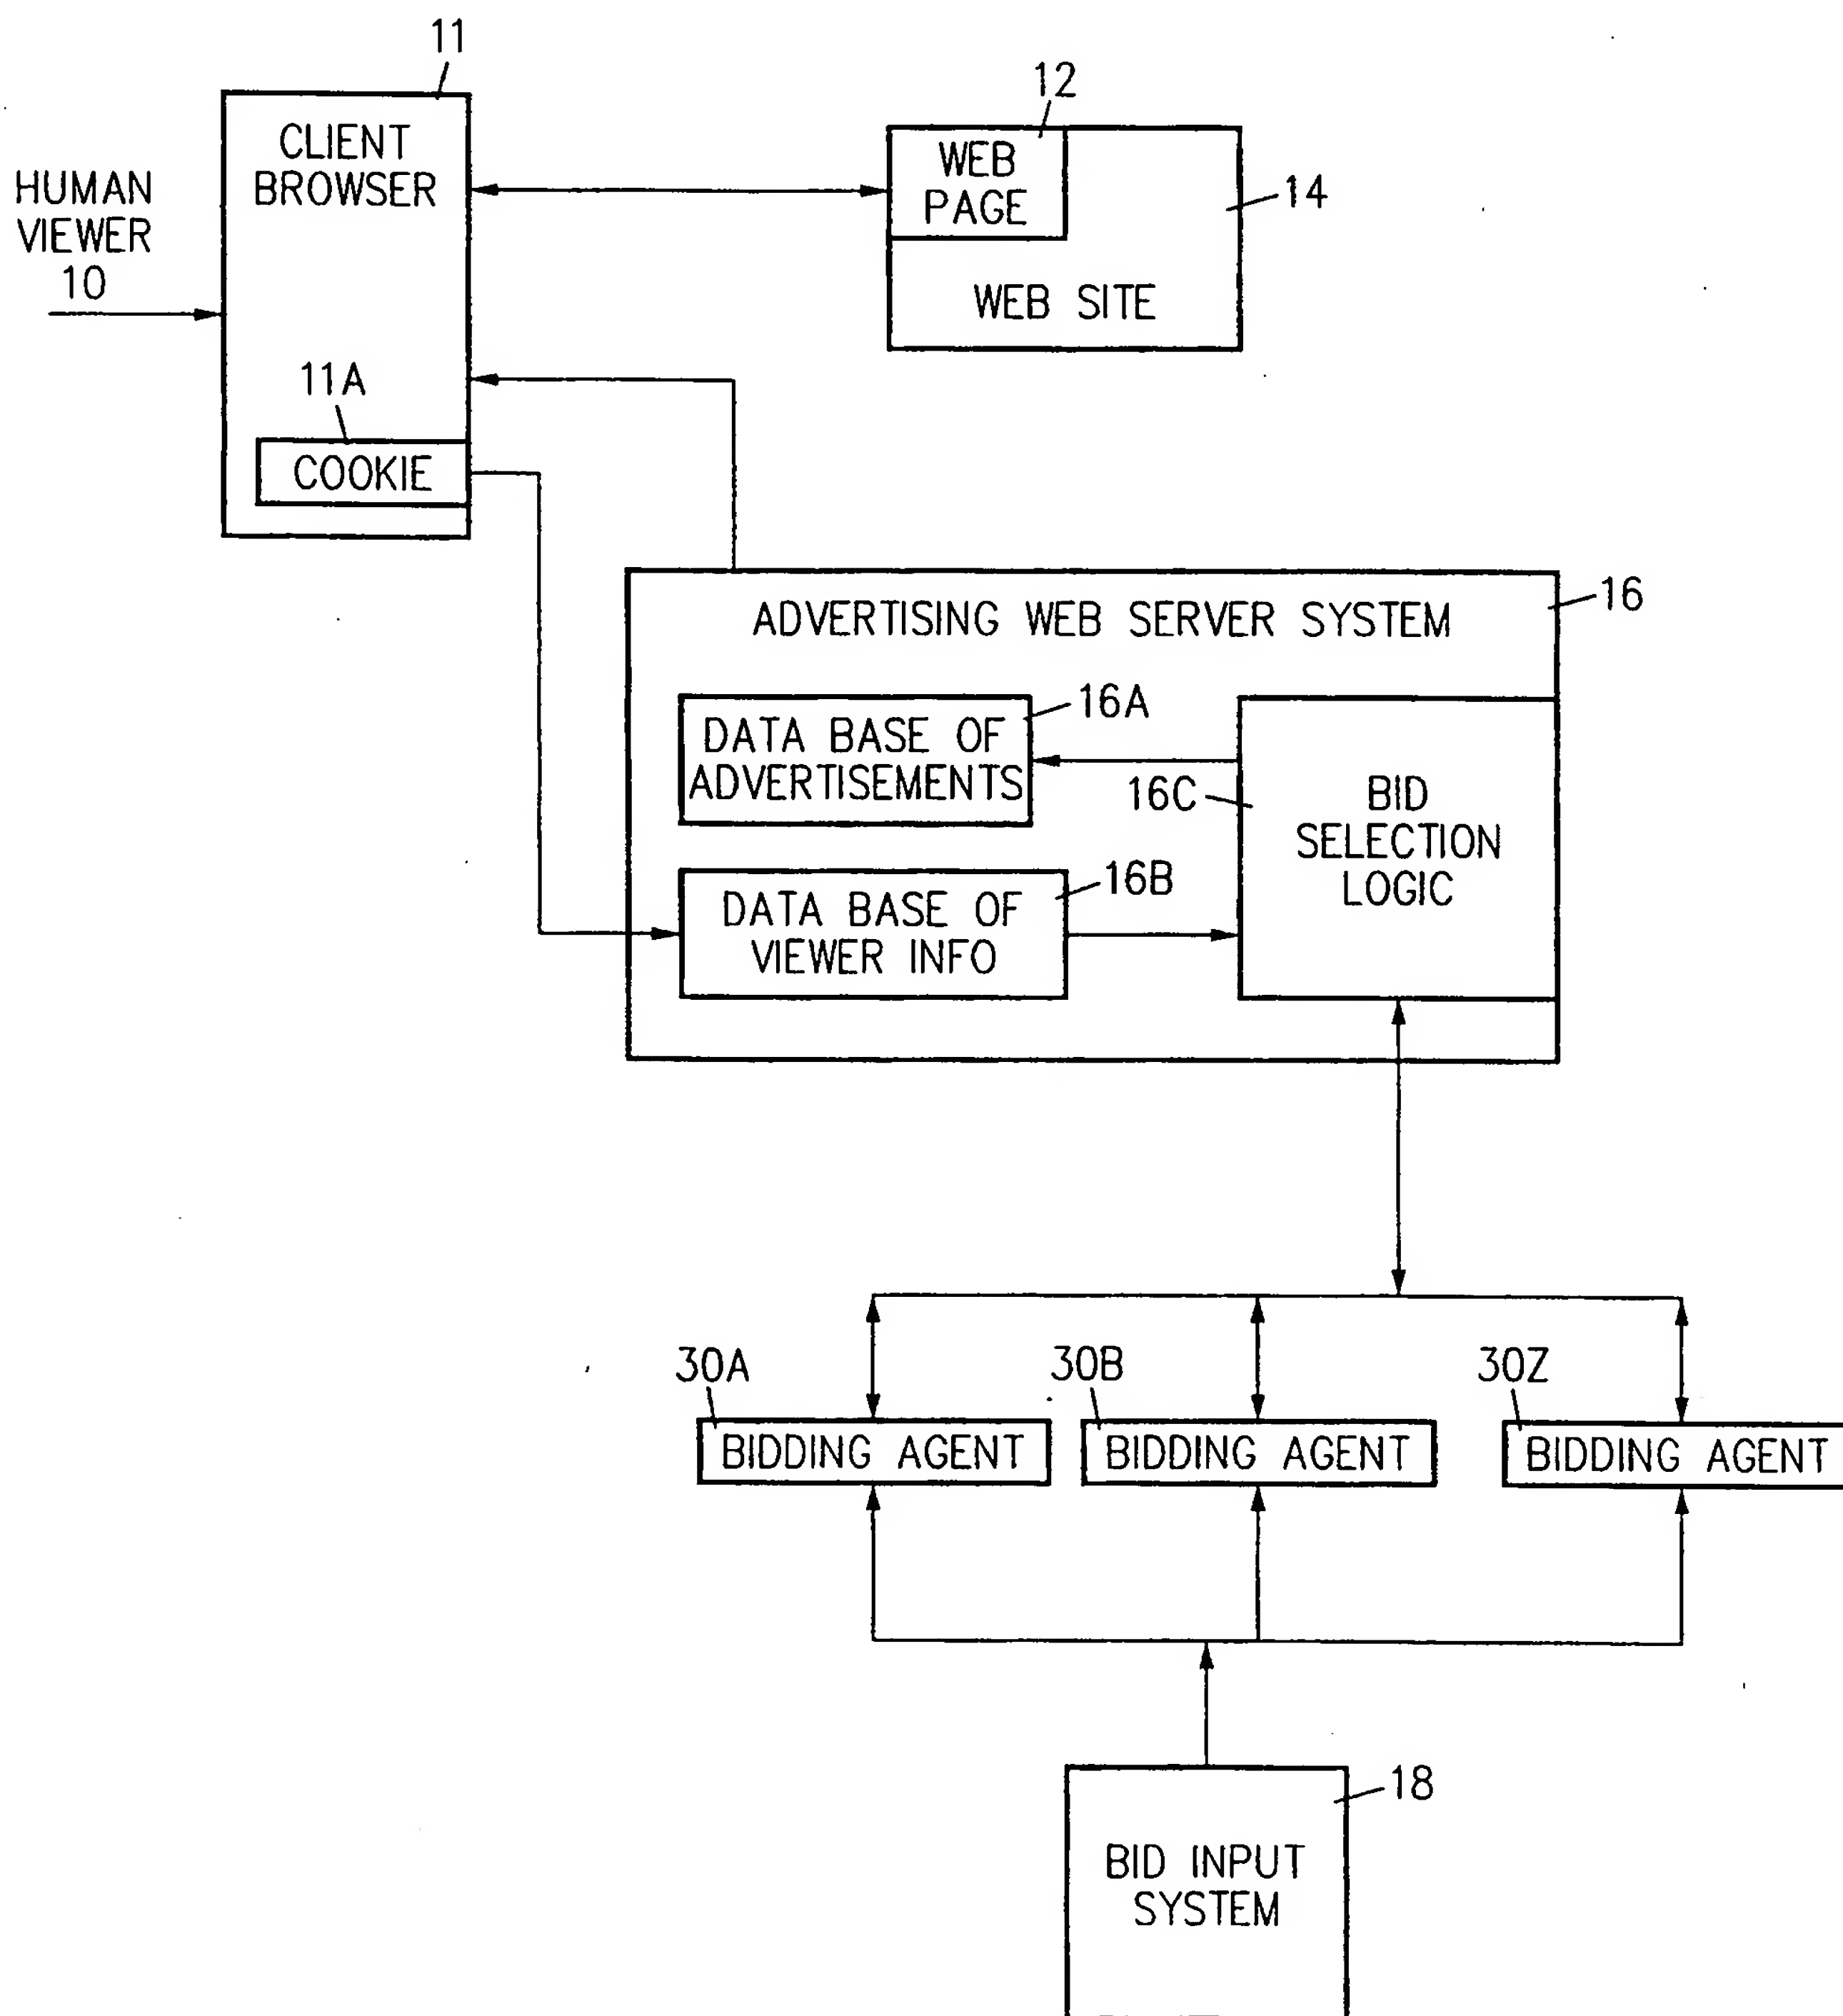 11
CLIENT
BROWSER
HUMAN
VIEWER
10
12
WEB
PAGE
14
WEB SITE
11A
COOKIE
16
ADVERTISING WEB SERVER SYSTEM
16A
DATA BASE OF
ADVERTISEMENTS
16C
BID
SELECTION
LOGIC
16B
DATA BASE OF
VIEWER INFO
30A
BIDDING AGENT
30B
BIDDING AGENT
30Z
BIDDING AGENT
18
BID INPUT
SYSTEM